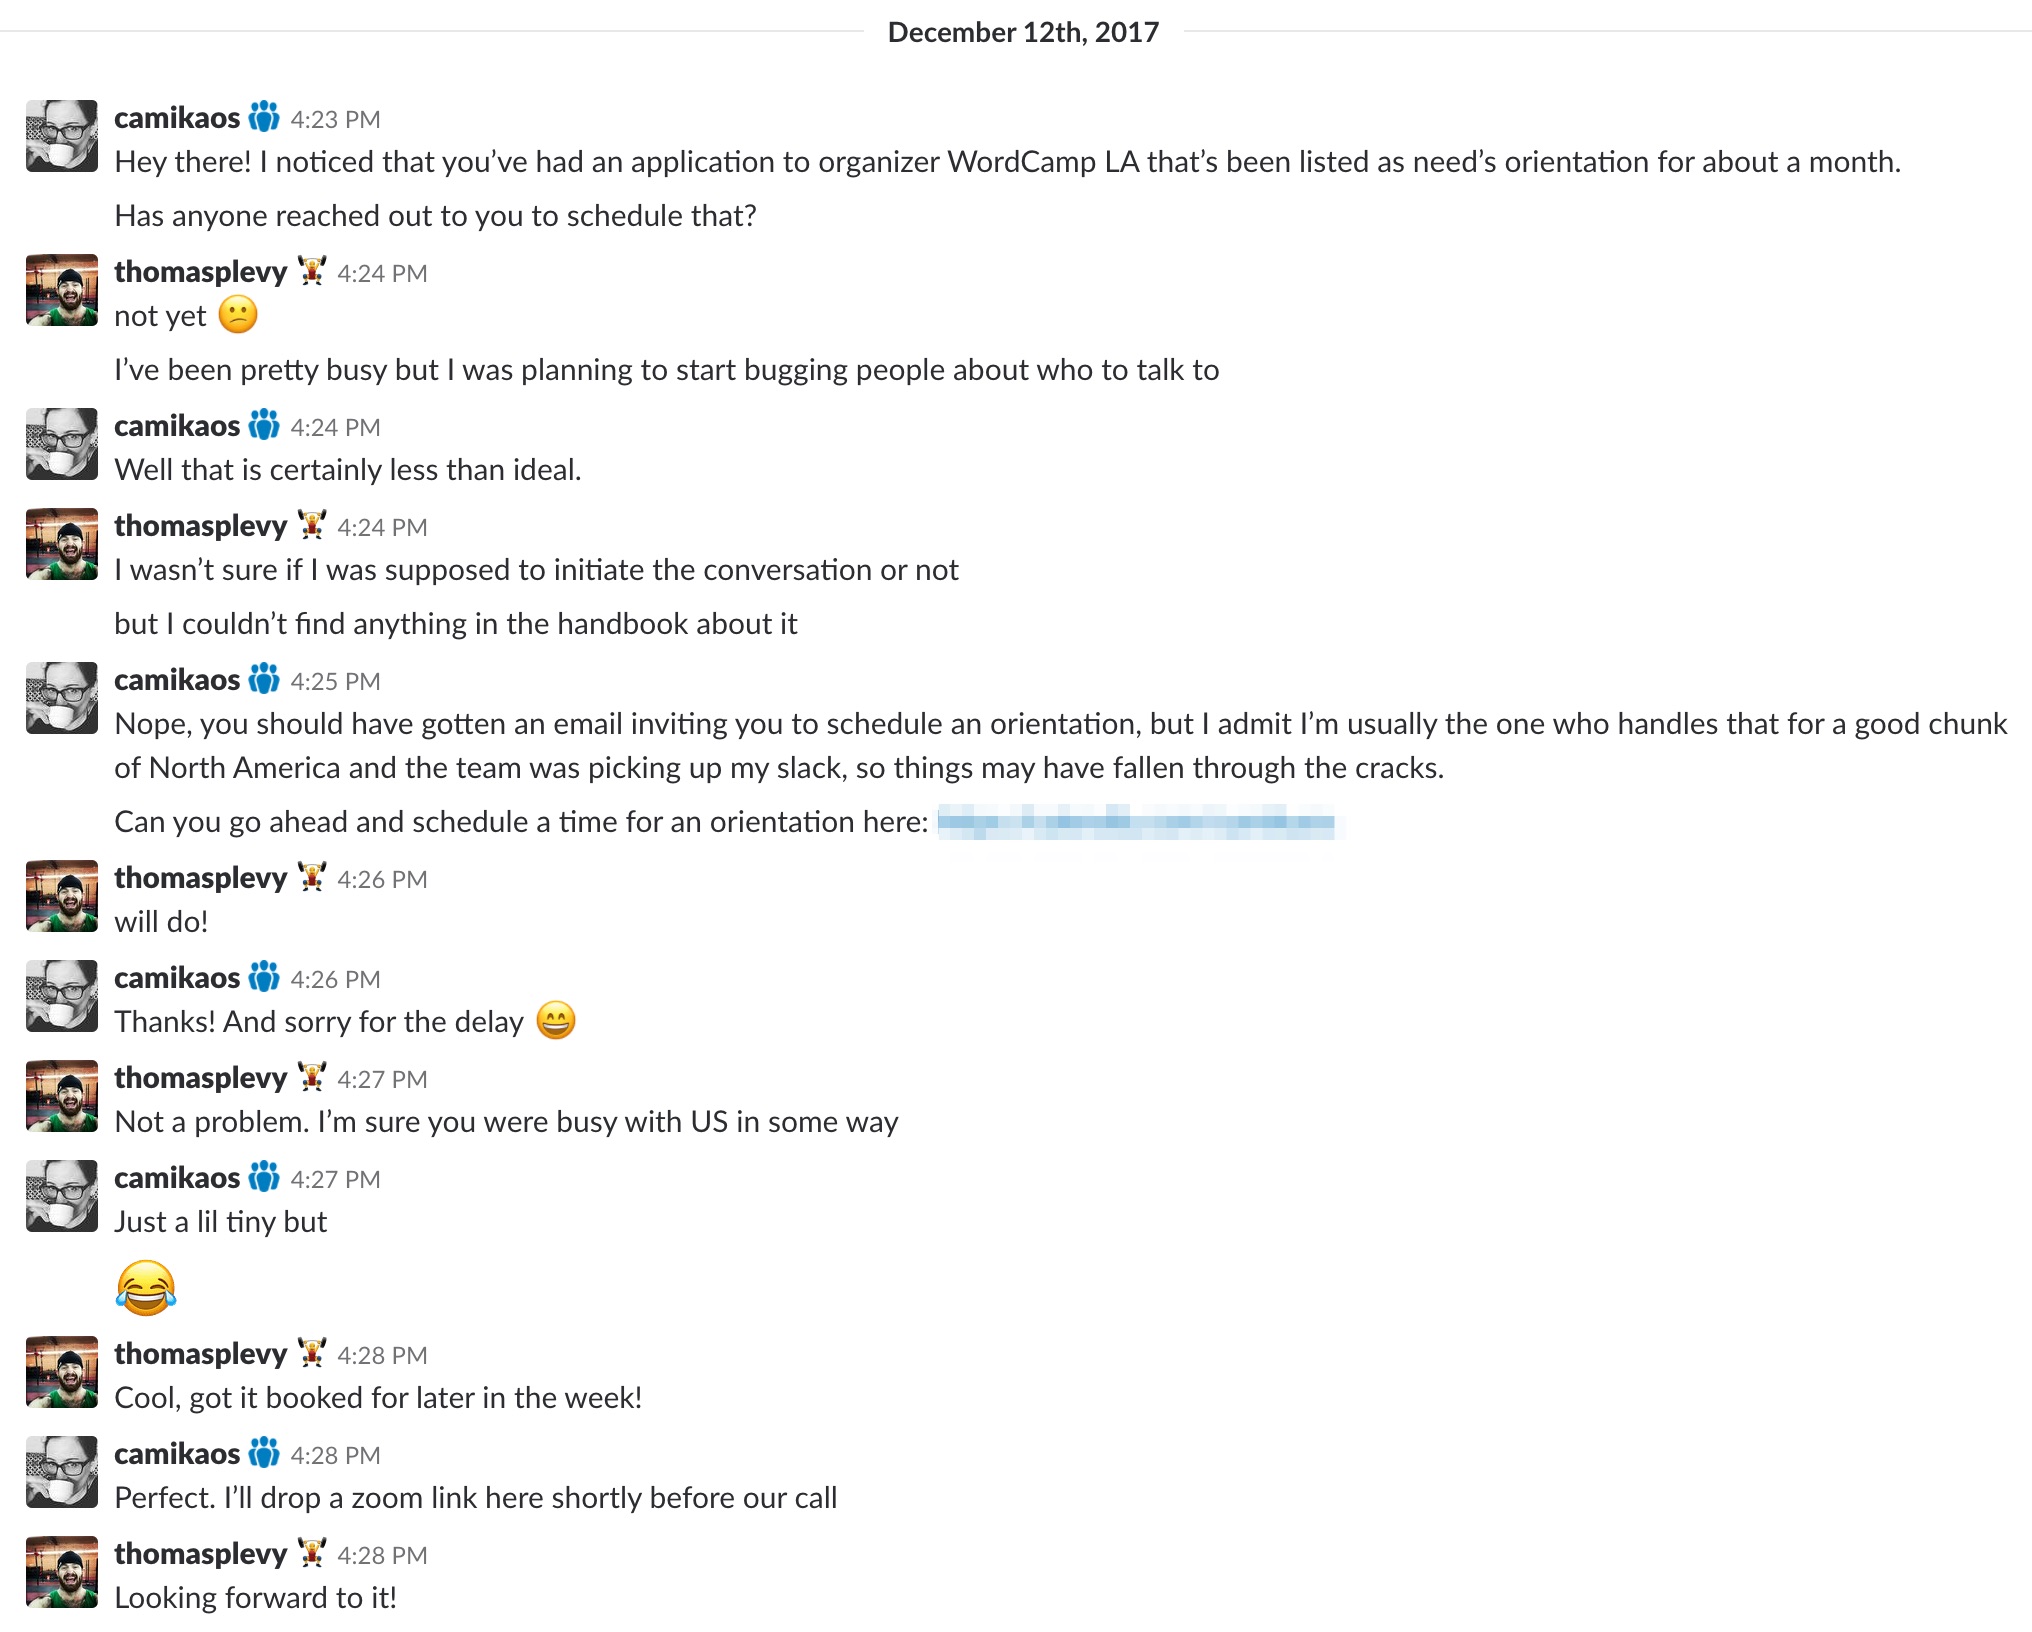 December 12th, 2017
camikaos 4:23 PM
Hey there! I noticed that you’ve had an application to organizer WordCamp LA that’s been listed as need’s orientation for about a month.
Has anyone reached out to you to schedule that?
thomasplevy 4:24 PM
not yet 😕
I’ve been pretty busy but I was planning to start bugging people about who to talk to
camikaos 4:24 PM
Well that is certainly less than ideal.
thomasplevy 4:24 PM
I wasn’t sure if I was supposed to initiate the conversation or not
but I couldn’t find anything in the handbook about it
camikaos 4:25 PM
Nope, you should have gotten an email inviting you to schedule an orientation, but I admit I’m usually the one who handles that for a good chunk
of North America and the team was picking up my slack, so things may have fallen through the cracks.
Can you go ahead and schedule a time for an orientation here:
thomasplevy 4:26 PM
will do!
camikaos 4:26 PM
Thanks! And sorry for the delay 😄
thomasplevy 4:27 PM
Not a problem. I’m sure you were busy with US in some way
camikaos 4:27 PM
Just a lil tiny but
😂
thomasplevy 4:28 PM
Cool, got it booked for later in the week!
camikaos 4:28 PM
Perfect. I’ll drop a zoom link here shortly before our call
thomasplevy 4:28 PM
Looking forward to it!